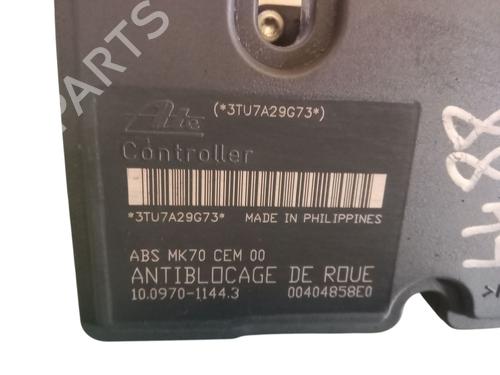 PARTS
(*3TU7A29G73*)
Ate
Controller
*3TU7A29G73* MADE IN PHILIPPINES
ABS MK70 CEM 00
ANTIBLOCAGE DE ROUE
10.0970-1144.3 00404858E0